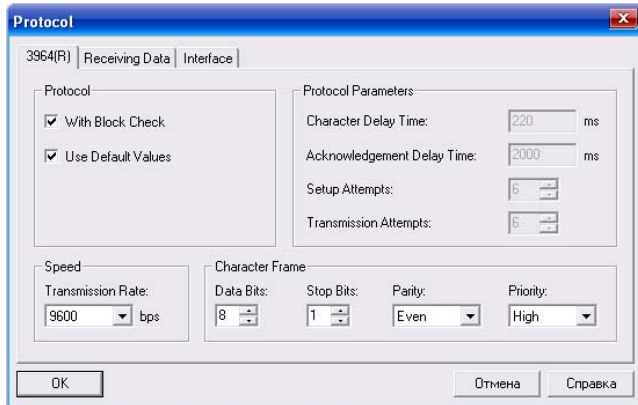 Protocol
3964(R) Receiving Data Interface
Protocol
With Block Check
Use Default Values
Protocol Parameters
Character Delay Time: 220 ms
Acknowledgement Delay Time: 2000 ms
Setup Attempts: 6
Transmission Attempts: 6
Speed
Transmission Rate:
9600 bps
Character Frame
Data Bits: Stop Bits: Parity: Priority:
8 1 Even High
OK Отмена Справка